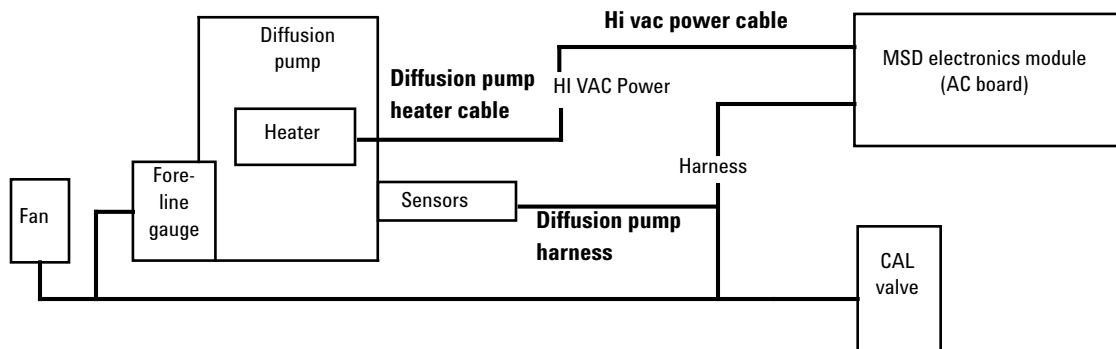 Hi vac power cable
Diffusion
pump
MSD electronics module
(AC board)
Diffusion pump
heater cable
HI VAC Power
Heater
Fore-
line
gauge
Harness
Fan
Sensors
Diffusion pump
harness
CAL
valve